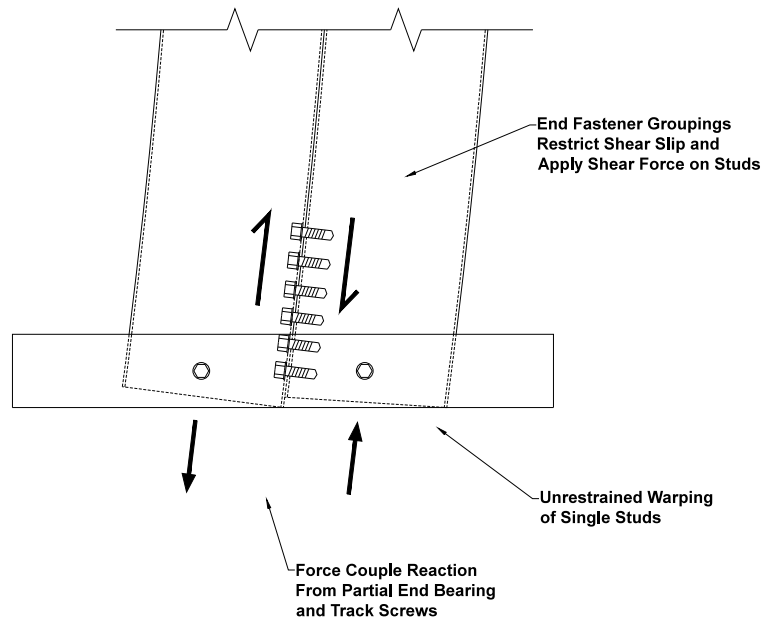 End Fastener Groupings
Restrict Shear Slip and
Apply Shear Force on Studs
Unrestrained Warping
of Single Studs
Force Couple Reaction
From Partial End Bearing
and Track Screws